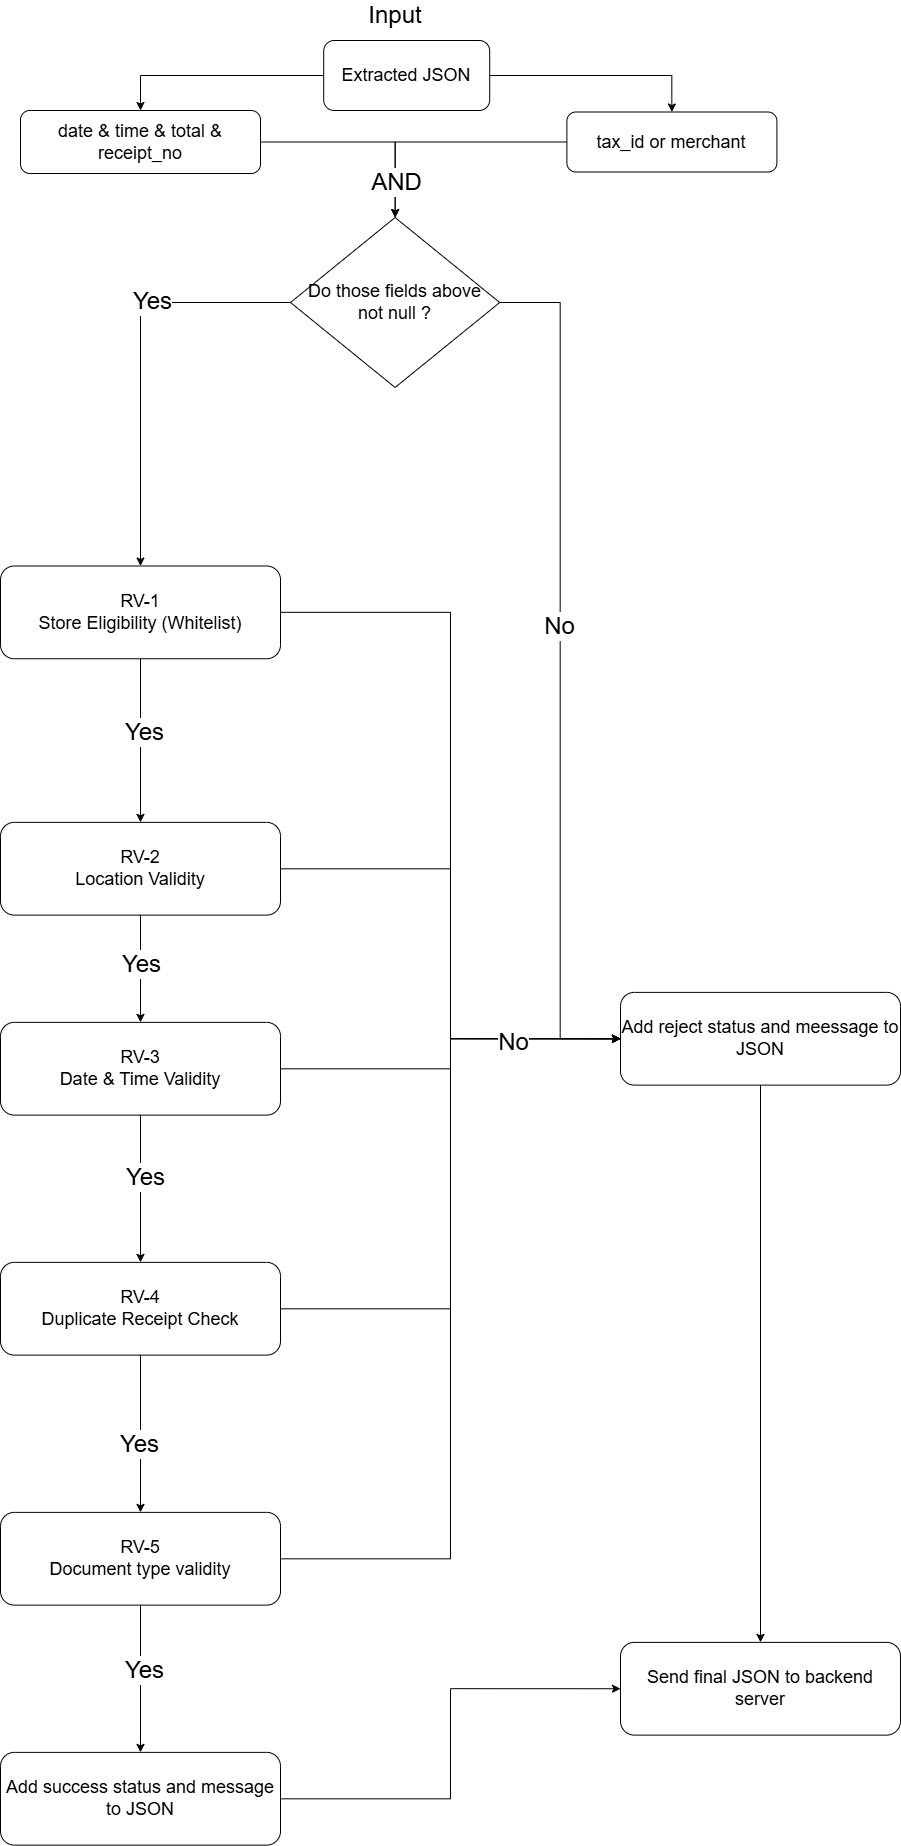 Input
Extracted JSON
date & time & total &
receipt_no
tax_id or merchant
AND
Do those fields above
not null ?
Yes
No
RV-1
Store Eligibility (Whitelist)
Yes
RV-2
Location Validity
Yes
RV-3
Date & Time Validity
No
Add reject status and meessage to
JSON
Yes
RV-4
Duplicate Receipt Check
Yes
RV-5
Document type validity
Yes
Send final JSON to backend
server
Add success status and message
to JSON